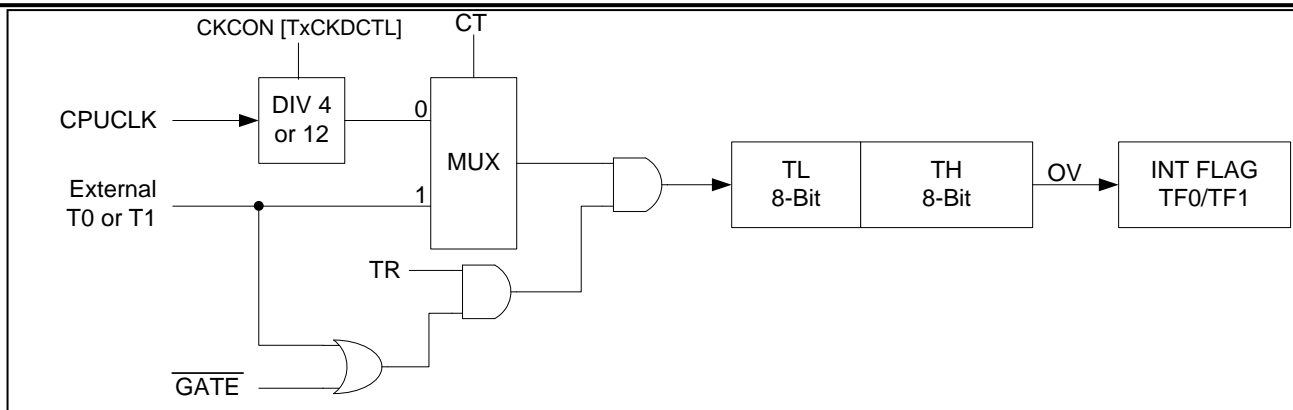 CKCON [TxCKDCTL]
CT
CPUCLK
DIV 4
or 12
0
MUX
External
T0 or T1
1
TL
8-Bit
TH
8-Bit
OV
INT FLAG
TF0/TF1
TR
GATE